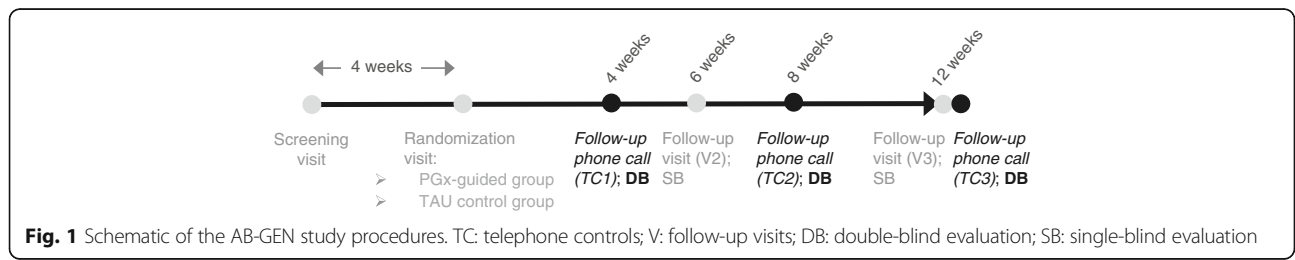 4 weeks
4 weeks
6 weeks
8 weeks
12 weeks
Screening
visit
Randomization
visit:
➢ PGx-guided group
➢ TAU control group
Follow-up
phone call
(TC1); DB
Follow-up
visit (V2);
SB
Follow-up
phone call
(TC2); DB
Follow-up
visit (V3);
SB
Follow-up
phone call
(TC3); DB
Fig. 1 Schematic of the AB-GEN study procedures. TC: telephone controls; V: follow-up visits; DB: double-blind evaluation; SB: single-blind evaluation